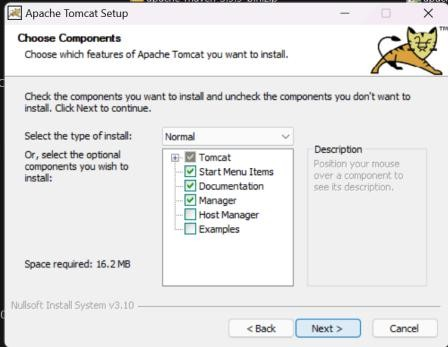 Apache Tomcat Setup
Choose Components
Choose which features of Apache Tomcat you want to install.
TM
Check the components you want to install and uncheck the components you don't want to
install. Click Next to continue.
Select the type of install:
Normal
Or, select the optional
components you wish to
install:
Tomcat
Start Menu Items
Documentation
Manager
Host Manager
Examples
Description
Position your mouse
over a component to
see its description.
Space required: 16.2 MB
Nullsoft Install System v3.10
< Back
Next >
Cancel